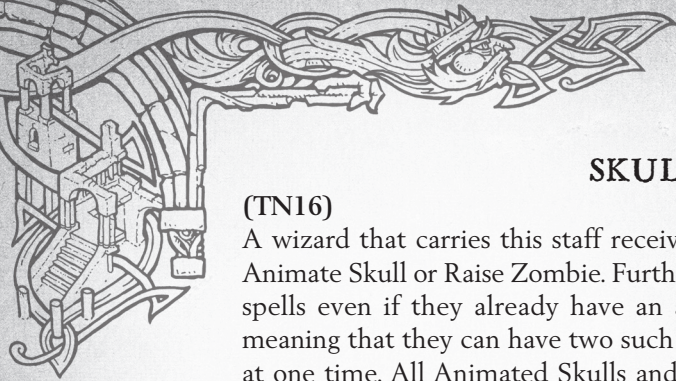 SKUL
(TN16)
A wizard that carries this staff receiv
Animate Skull or Raise Zombie. Furth
spells even if they already have an
meaning that they can have two such
at one time. All Animated Skulls and